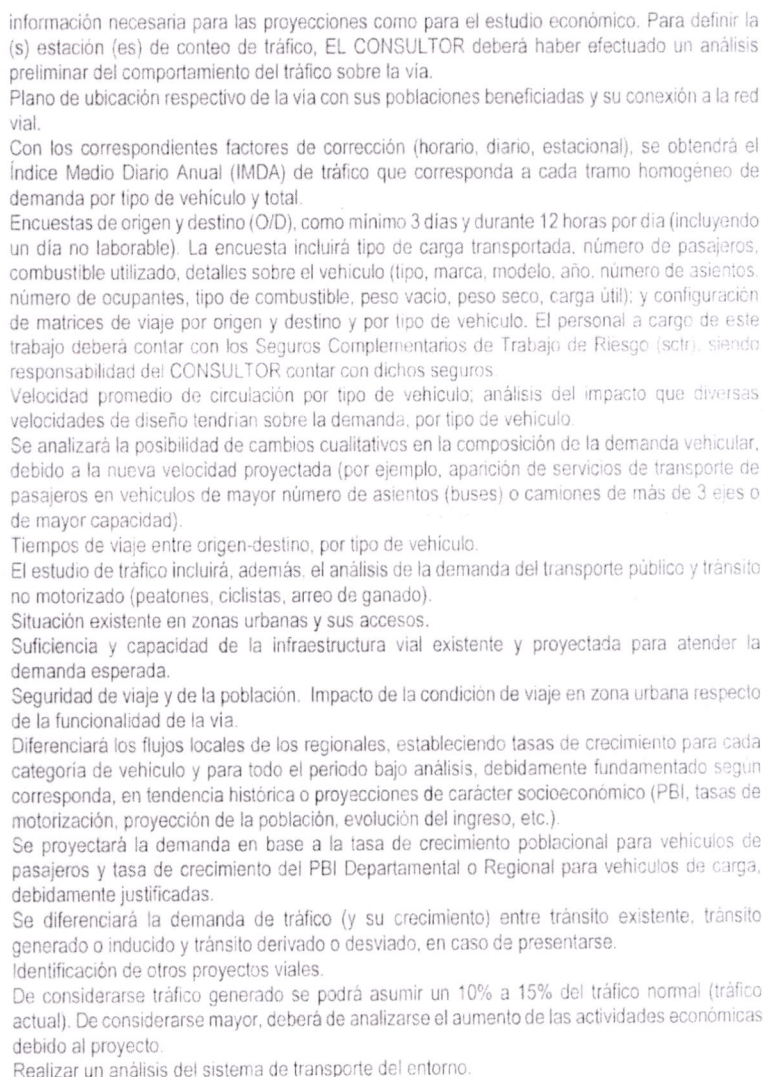 información necesaria para las proyecciones como para el estudio económico. Para definir la
(s) estación (es) de conteo de tráfico, EL CONSULTOR deberá haber efectuado un análisis
preliminar del comportamiento del tráfico sobre la vía.
Plano de ubicación respectivo de la vía con sus poblaciones beneficiadas y su conexión a la red
vial.
Con los correspondientes factores de corrección (horario, diario, estacional), se obtendrá el
Índice Medio Diario Anual (IMDA) de tráfico que corresponda a cada tramo homogéneo de
demanda por tipo de vehículo y total.
Encuestas de origen y destino (O/D), como mínimo 3 días y durante 12 horas por día (incluyendo
un día no laborable). La encuesta incluirá tipo de carga transportada, número de pasajeros,
combustible utilizado, detalles sobre el vehículo (tipo, marca, modelo, año, número de asientos,
número de ocupantes, tipo de combustible, peso vacío, peso seco, carga útil); y configuración
de matrices de viaje por origen y destino y por tipo de vehículo. El personal a cargo de este
trabajo deberá contar con los Seguros Complementarios de Trabajo de Riesgo (sctr), siendo
responsabilidad del CONSULTOR contar con dichos seguros.
Velocidad promedio de circulación por tipo de vehículo; análisis del impacto que diversas
velocidades de diseño tendrían sobre la demanda, por tipo de vehículo.
Se analizará la posibilidad de cambios cualitativos en la composición de la demanda vehicular,
debido a la nueva velocidad proyectada (por ejemplo, aparición de servicios de transporte de
pasajeros en vehículos de mayor número de asientos (buses) o camiones de más de 3 ejes o
de mayor capacidad).
Tiempos de viaje entre origen-destino, por tipo de vehículo.
El estudio de tráfico incluirá, además, el análisis de la demanda del transporte público y tránsito
no motorizado (peatones, ciclistas, arreo de ganado).
Situación existente en zonas urbanas y sus accesos.
Suficiencia y capacidad de la infraestructura vial existente y proyectada para atender la
demanda esperada.
Seguridad de viaje y de la población. Impacto de la condición de viaje en zona urbana respecto
de la funcionalidad de la vía.
Diferenciará los flujos locales de los regionales, estableciendo tasas de crecimiento para cada
categoría de vehículo y para todo el periodo bajo análisis, debidamente fundamentado según
corresponda, en tendencia histórica o proyecciones de carácter socioeconómico (PBI, tasas de
motorización, proyección de la población, evolución del ingreso, etc.).
Se proyectará la demanda en base a la tasa de crecimiento poblacional para vehículos de
pasajeros y tasa de crecimiento del PBI Departamental o Regional para vehículos de carga,
debidamente justificadas.
Se diferenciará la demanda de tráfico (y su crecimiento) entre tránsito existente, tránsito
generado o inducido y tránsito derivado o desviado, en caso de presentarse.
Identificación de otros proyectos viales.
De considerarse tráfico generado se podrá asumir un 10% a 15% del tráfico normal (tráfico
actual). De considerarse mayor, deberá de analizarse el aumento de las actividades económicas
debido al proyecto.
Realizar un análisis del sistema de transporte del entorno.